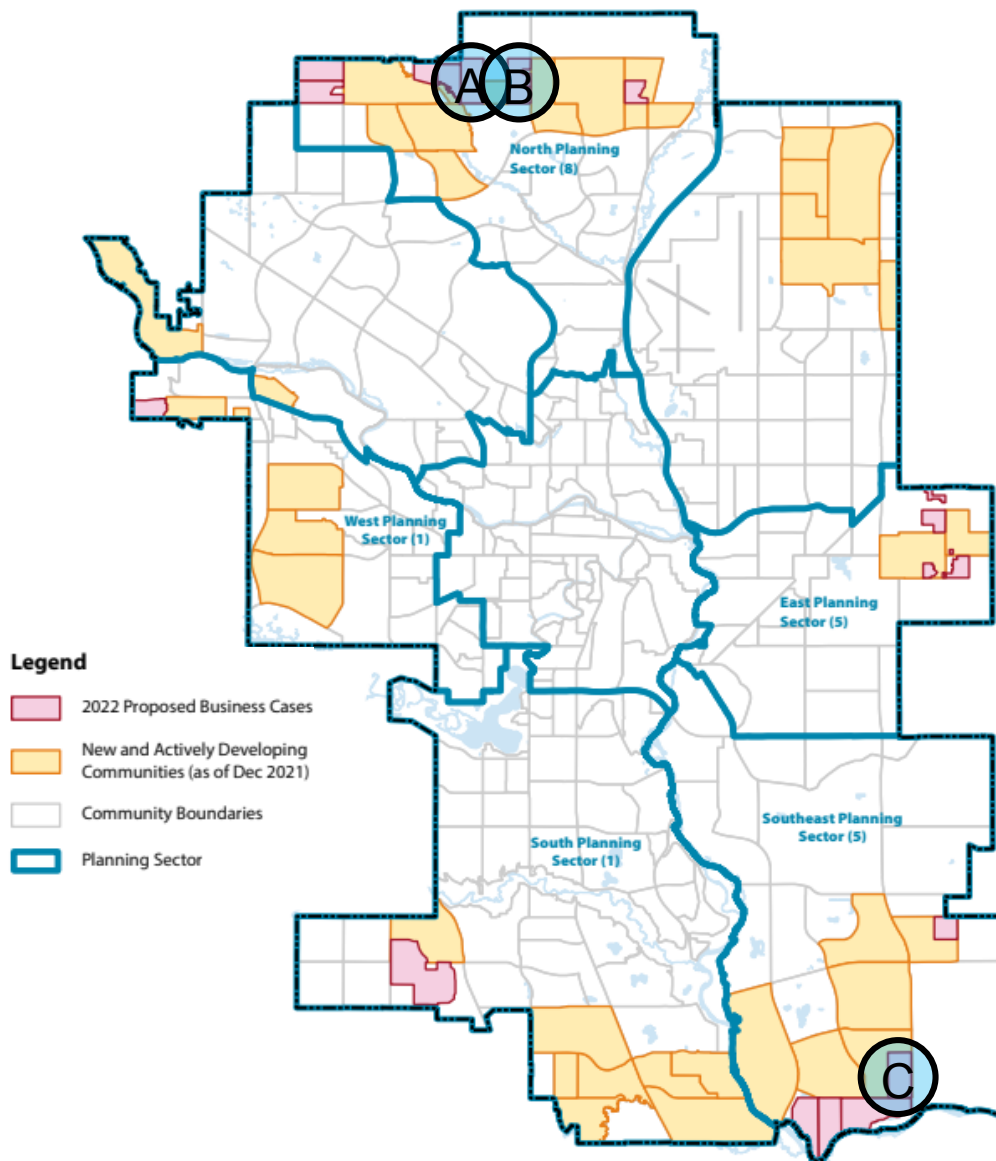 A B
North Planning
Sector (8)
West Planning
Sector (1)
East Planning
Sector (5)
Legend
2022 Proposed Business Cases
New and Actively Developing
Communities (as of Dec 2021)
Community Boundaries
Planning Sector
South Planning
Sector (1)
Southeast Planning
Sector (5)
C